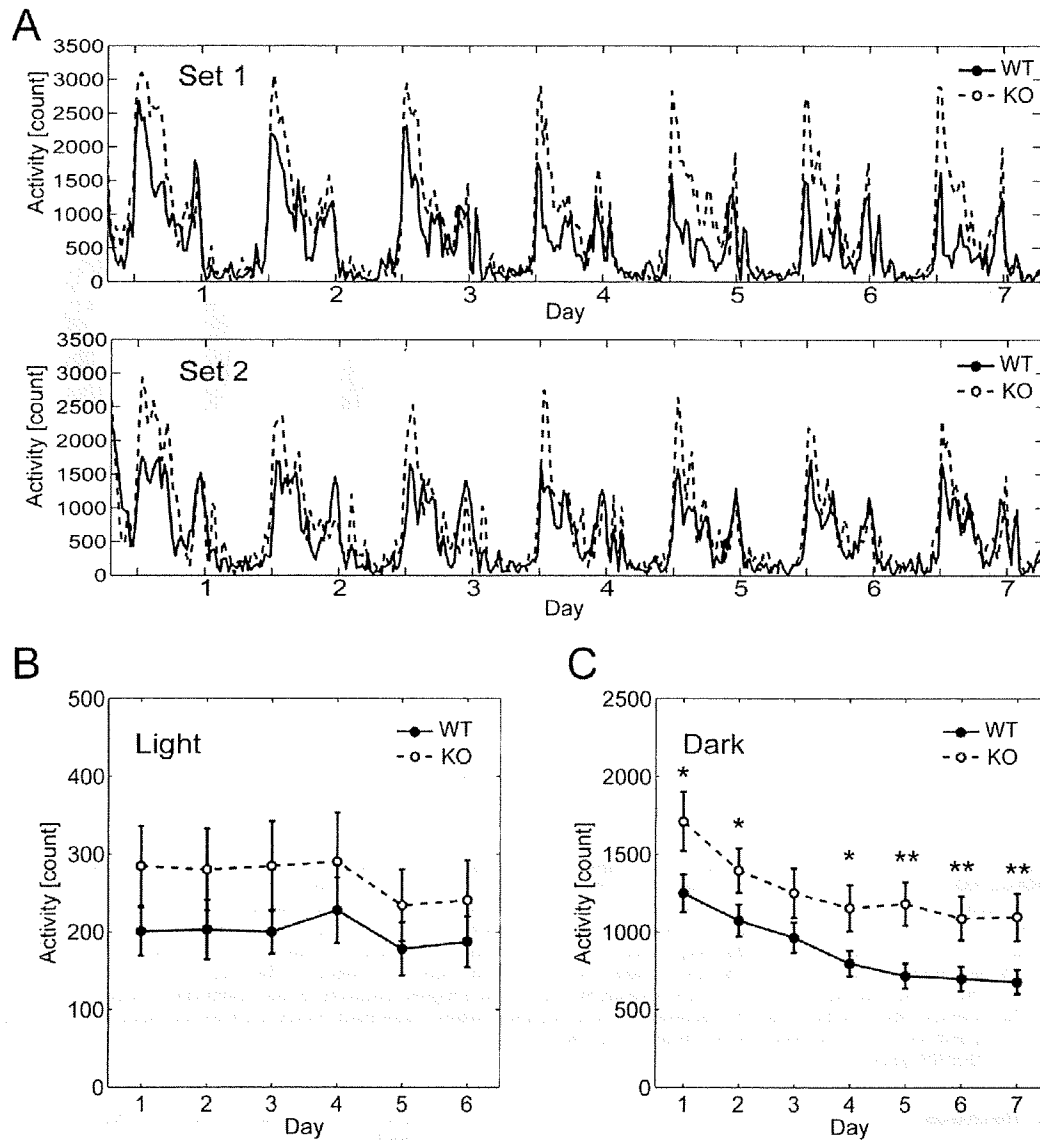 A
Set 1
WT
KO
Activity [count]
3500
3000
2500
2000
1500
1000
500
0
1 2 3 4 5 6 7
Day
Set 2
WT
KO
Activity [count]
3500
3000
2500
2000
1500
1000
500
0
1 2 3 4 5 6 7
Day
B
Light
WT
KO
Activity [count]
500
400
300
200
100
0
1 2 3 4 5 6
Day
C
Dark
WT
KO
Activity [count]
2500
2000
1500
1000
500
0
* * * ** ** **
1 2 3 4 5 6 7
Day